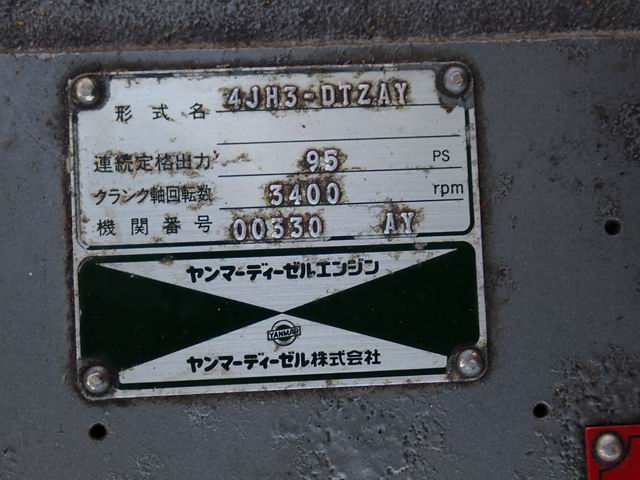 形式名 4JH3-DTZAY
連続定格出力 95 PS
クランク軸回転数 3400 rpm
機関番号 00330 AY
ヤンマーディーゼルエンジン
YANMAR
ヤンマーディーゼル株式会社